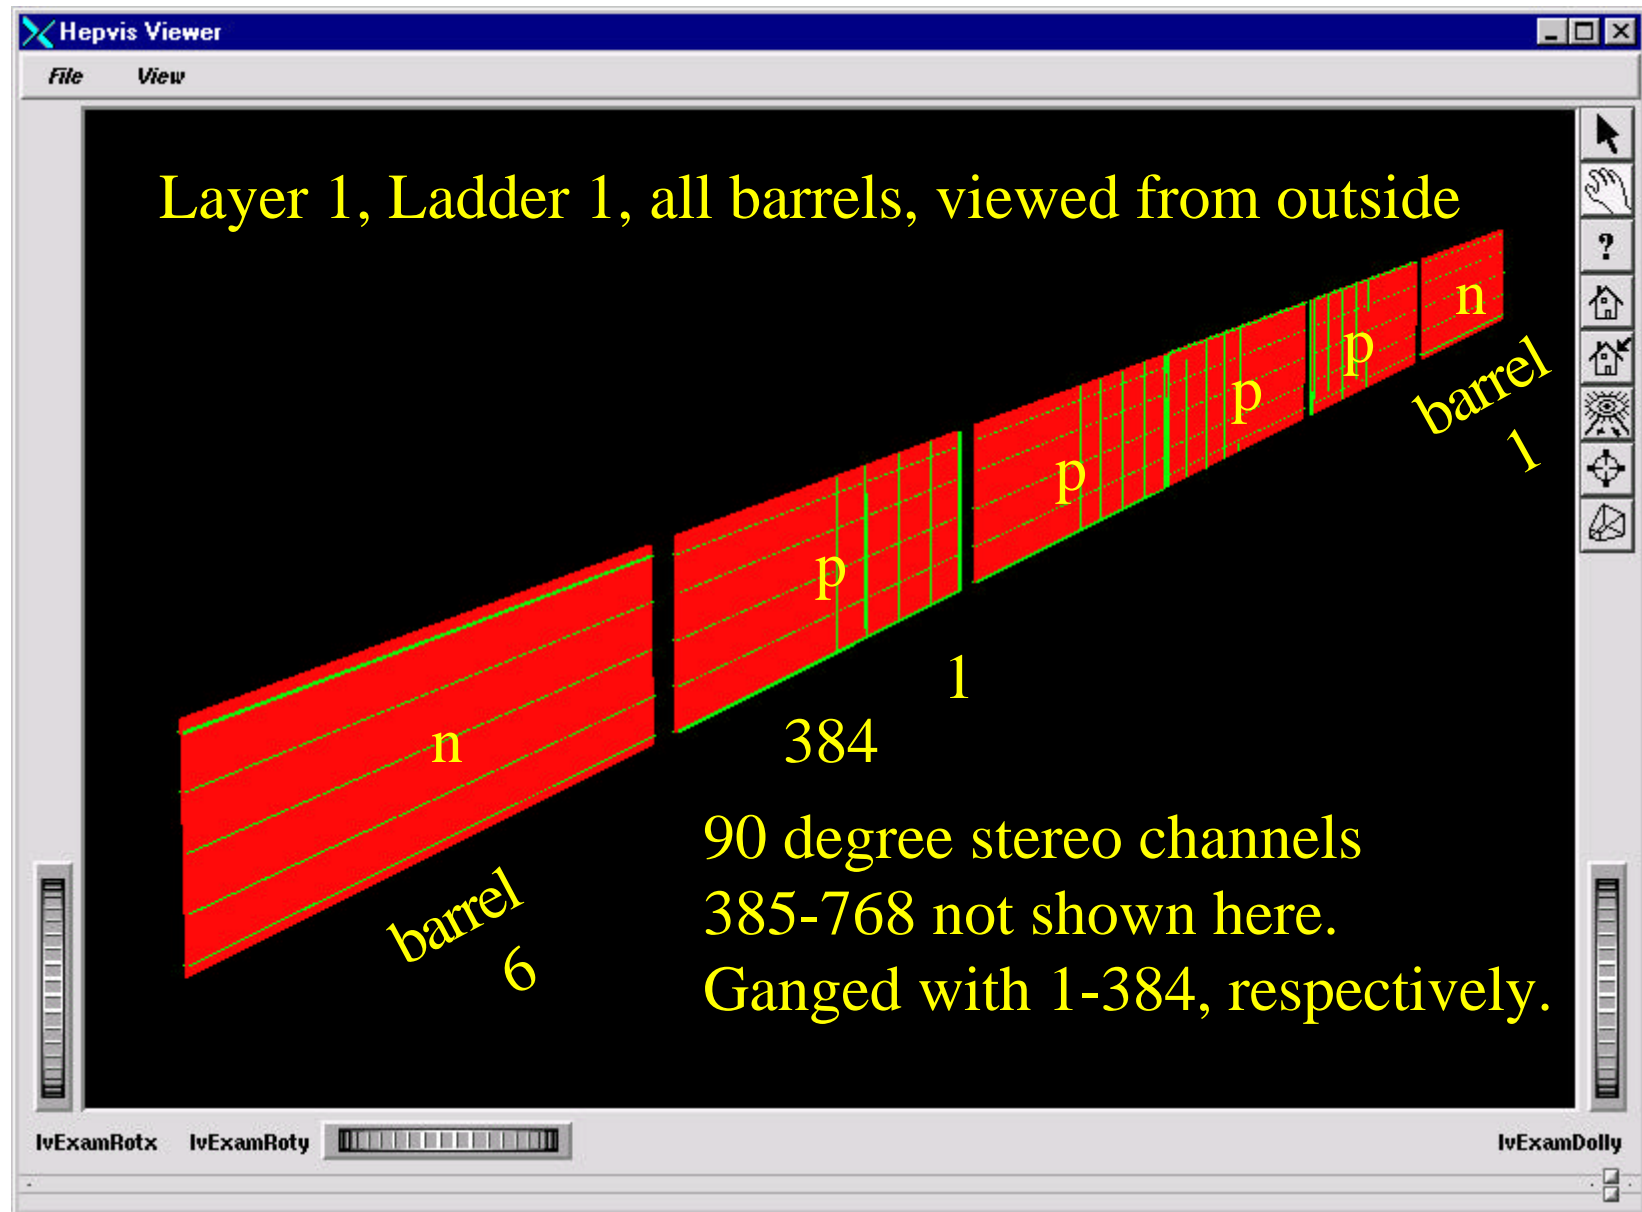 Hepvis Viewer
File View
Layer 1, Ladder 1, all barrels, viewed from outside
?
n
p
p
p
p
n
barrel
1
1
384
barrel
6
90 degree stereo channels
385-768 not shown here.
Ganged with 1-384, respectively.
IvExamRotx IvExamRoty IvExamDolly